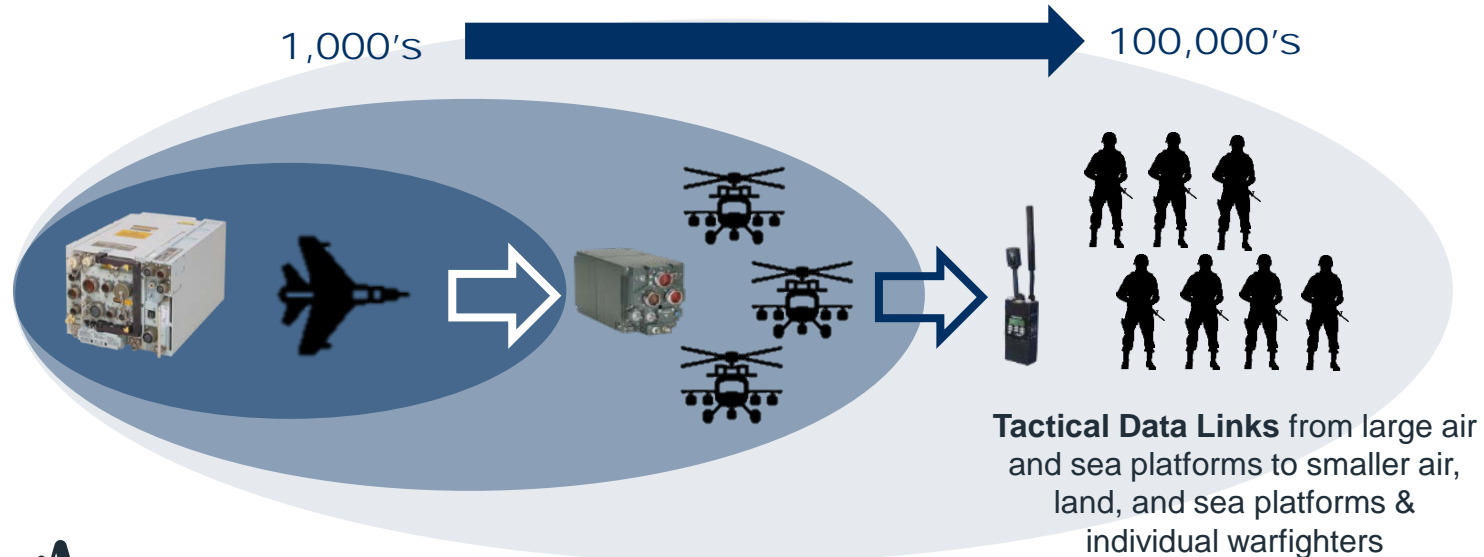 1,000's
100,000's
Tactical Data Links from large air
and sea platforms to smaller air,
land, and sea platforms &
individual warfighters